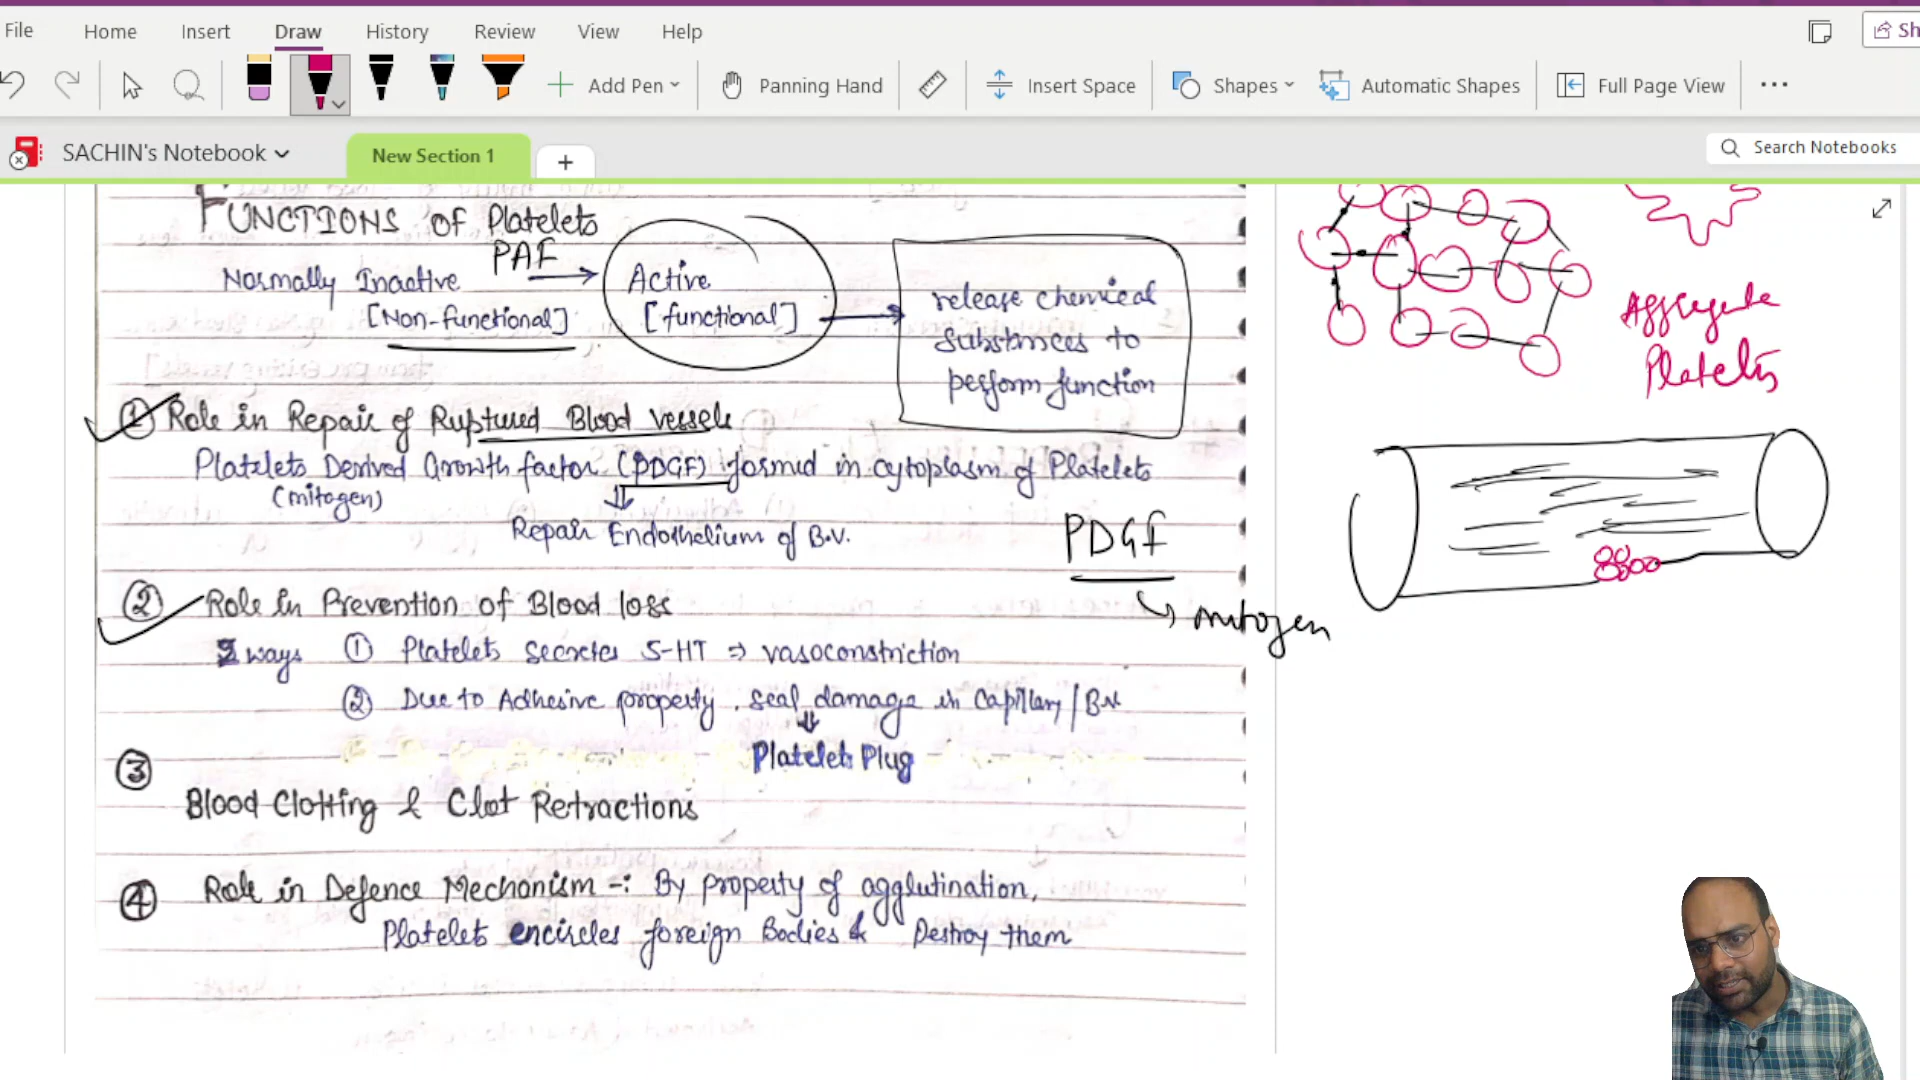 File Home Insert Draw History Review View Help Sh
Add Pen Panning Hand Insert Space Shapes Automatic Shapes Full Page View
SACHIN's Notebook New Section 1 + Search Notebooks
FUNCTIONS of Platelets
PAF
Normally Inactive
[Non-functional]
Active
[functional]
release chemical
substances to
perform function
Aggregate
Platelets
① Role in Repair of Ruptured Blood vessels
Platelets Derived Growth factor (PDGF) formed in cytoplasm of Platelets
(mitogen)
Repair Endothelium of B.V.
PDGF
mitogen
② Role in Prevention of Blood loss
2 ways ① Platelets secretes 5-HT ⇒ vasoconstriction
② Due to Adhesive property, seal damage in Capillary / B.V.
Platelets Plug
③
Blood Clotting & Clot Retractions
④ Role in Defence Mechanism -: By property of agglutination,
Platelets encircles foreign Bodies & Destroy them